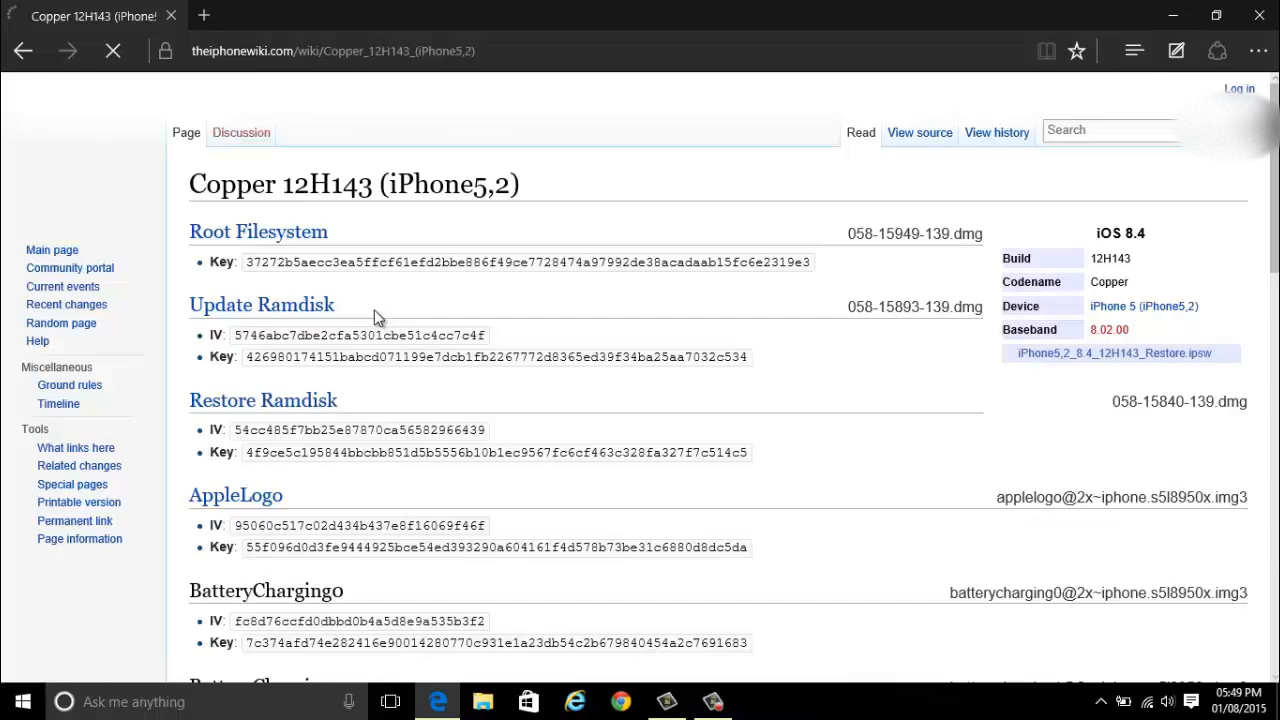 Copper 12H143 (iPhone!
theiphonewiki.com/wiki/Copper_12H143_(iPhone5,2)
Log in
Page Discussion Read View source View history Search
Copper 12H143 (iPhone5,2)
Root Filesystem 058-15949-139.dmg
Key: 37272b5aecc3ea5ffcf61efd2bbe886f49ce7728474a97992de38acadaab15fc6e2319e3
Update Ramdisk 058-15893-139.dmg
IV: 5746abc7dbe2cfa5301cbe51c4cc7c4f
Key: 426980174151babcd071199e7dcb1fb2267772d8365ed39f34ba25aa7032c534
Restore Ramdisk 058-15840-139.dmg
IV: 54cc485f7bb25e87870ca56582966439
Key: 4f9ce5c195844bbcbb851d5b5556b10b1ec9567fc6cf463c328fa327f7c514c5
AppleLogo applelogo@2x~iphone.s5l8950x.img3
IV: 95060c517c02d434b437e8f16069f46f
Key: 55f096d0d3fe9444925bce54ed393290a604161f4d578b73be31c6880d8dc5da
BatteryCharging0 batterycharging0@2x~iphone.s5l8950x.img3
IV: fc8d76ccfd0dbbd0b4a5d8e9a535b3f2
Key: 7c374afd74e282416e90014280770c931e1a23db54c2b679840454a2c7691683
iOS 8.4
Build 12H143
Codename Copper
Device iPhone 5 (iPhone5,2)
Baseband 8.02.00
iPhone5,2_8.4_12H143_Restore.ipsw
Main page
Community portal
Current events
Recent changes
Random page
Help
Miscellaneous
Ground rules
Timeline
Tools
What links here
Related changes
Special pages
Printable version
Permanent link
Page information
Ask me anything
05:49 PM
01/08/2015